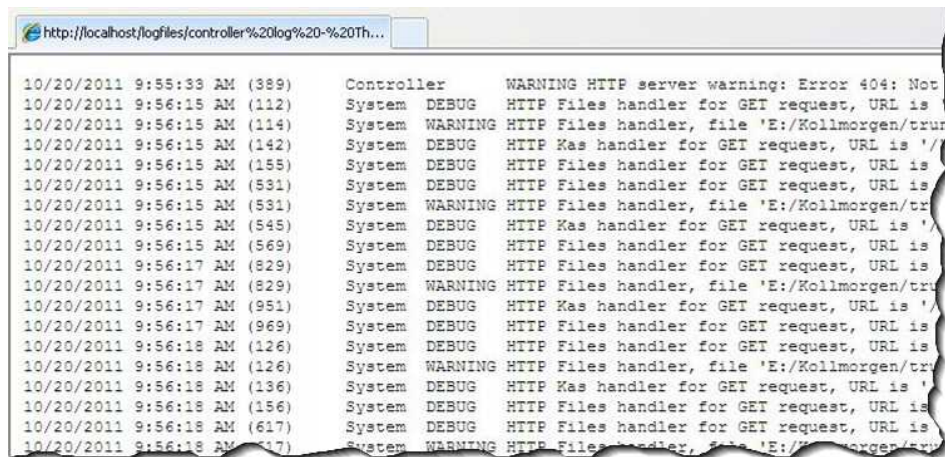 http://localhost/logfiles/controller%20log%20-%20Th...
10/20/2011 9:55:33 AM (389) Controller WARNING HTTP server warning: Error 404: Not
10/20/2011 9:56:15 AM (112) System DEBUG HTTP Files handler for GET request, URL is
10/20/2011 9:56:15 AM (114) System WARNING HTTP Files handler, file 'E:/Kollmorgen/trun
10/20/2011 9:56:15 AM (142) System DEBUG HTTP Kas handler for GET request, URL is '/
10/20/2011 9:56:15 AM (155) System DEBUG HTTP Files handler for GET request, URL is
10/20/2011 9:56:15 AM (531) System DEBUG HTTP Files handler for GET request, URL is
10/20/2011 9:56:15 AM (531) System WARNING HTTP Files handler, file 'E:/Kollmorgen/tr
10/20/2011 9:56:15 AM (545) System DEBUG HTTP Kas handler for GET request, URL is '/
10/20/2011 9:56:15 AM (569) System DEBUG HTTP Files handler for GET request, URL is
10/20/2011 9:56:17 AM (829) System DEBUG HTTP Files handler for GET request, URL is
10/20/2011 9:56:17 AM (829) System WARNING HTTP Files handler, file 'E:/Kollmorgen/tru
10/20/2011 9:56:17 AM (951) System DEBUG HTTP Kas handler for GET request, URL is '/
10/20/2011 9:56:17 AM (969) System DEBUG HTTP Files handler for GET request, URL is
10/20/2011 9:56:18 AM (126) System DEBUG HTTP Files handler for GET request, URL is
10/20/2011 9:56:18 AM (126) System WARNING HTTP Files handler, file 'E:/Kollmorgen/tru
10/20/2011 9:56:18 AM (136) System DEBUG HTTP Kas handler for GET request, URL is '
10/20/2011 9:56:18 AM (156) System DEBUG HTTP Files handler for GET request, URL is
10/20/2011 9:56:18 AM (617) System DEBUG HTTP Files handler for GET request, URL is
10/20/2011 9:56:18 AM System WARNING HTTP Files handler, file